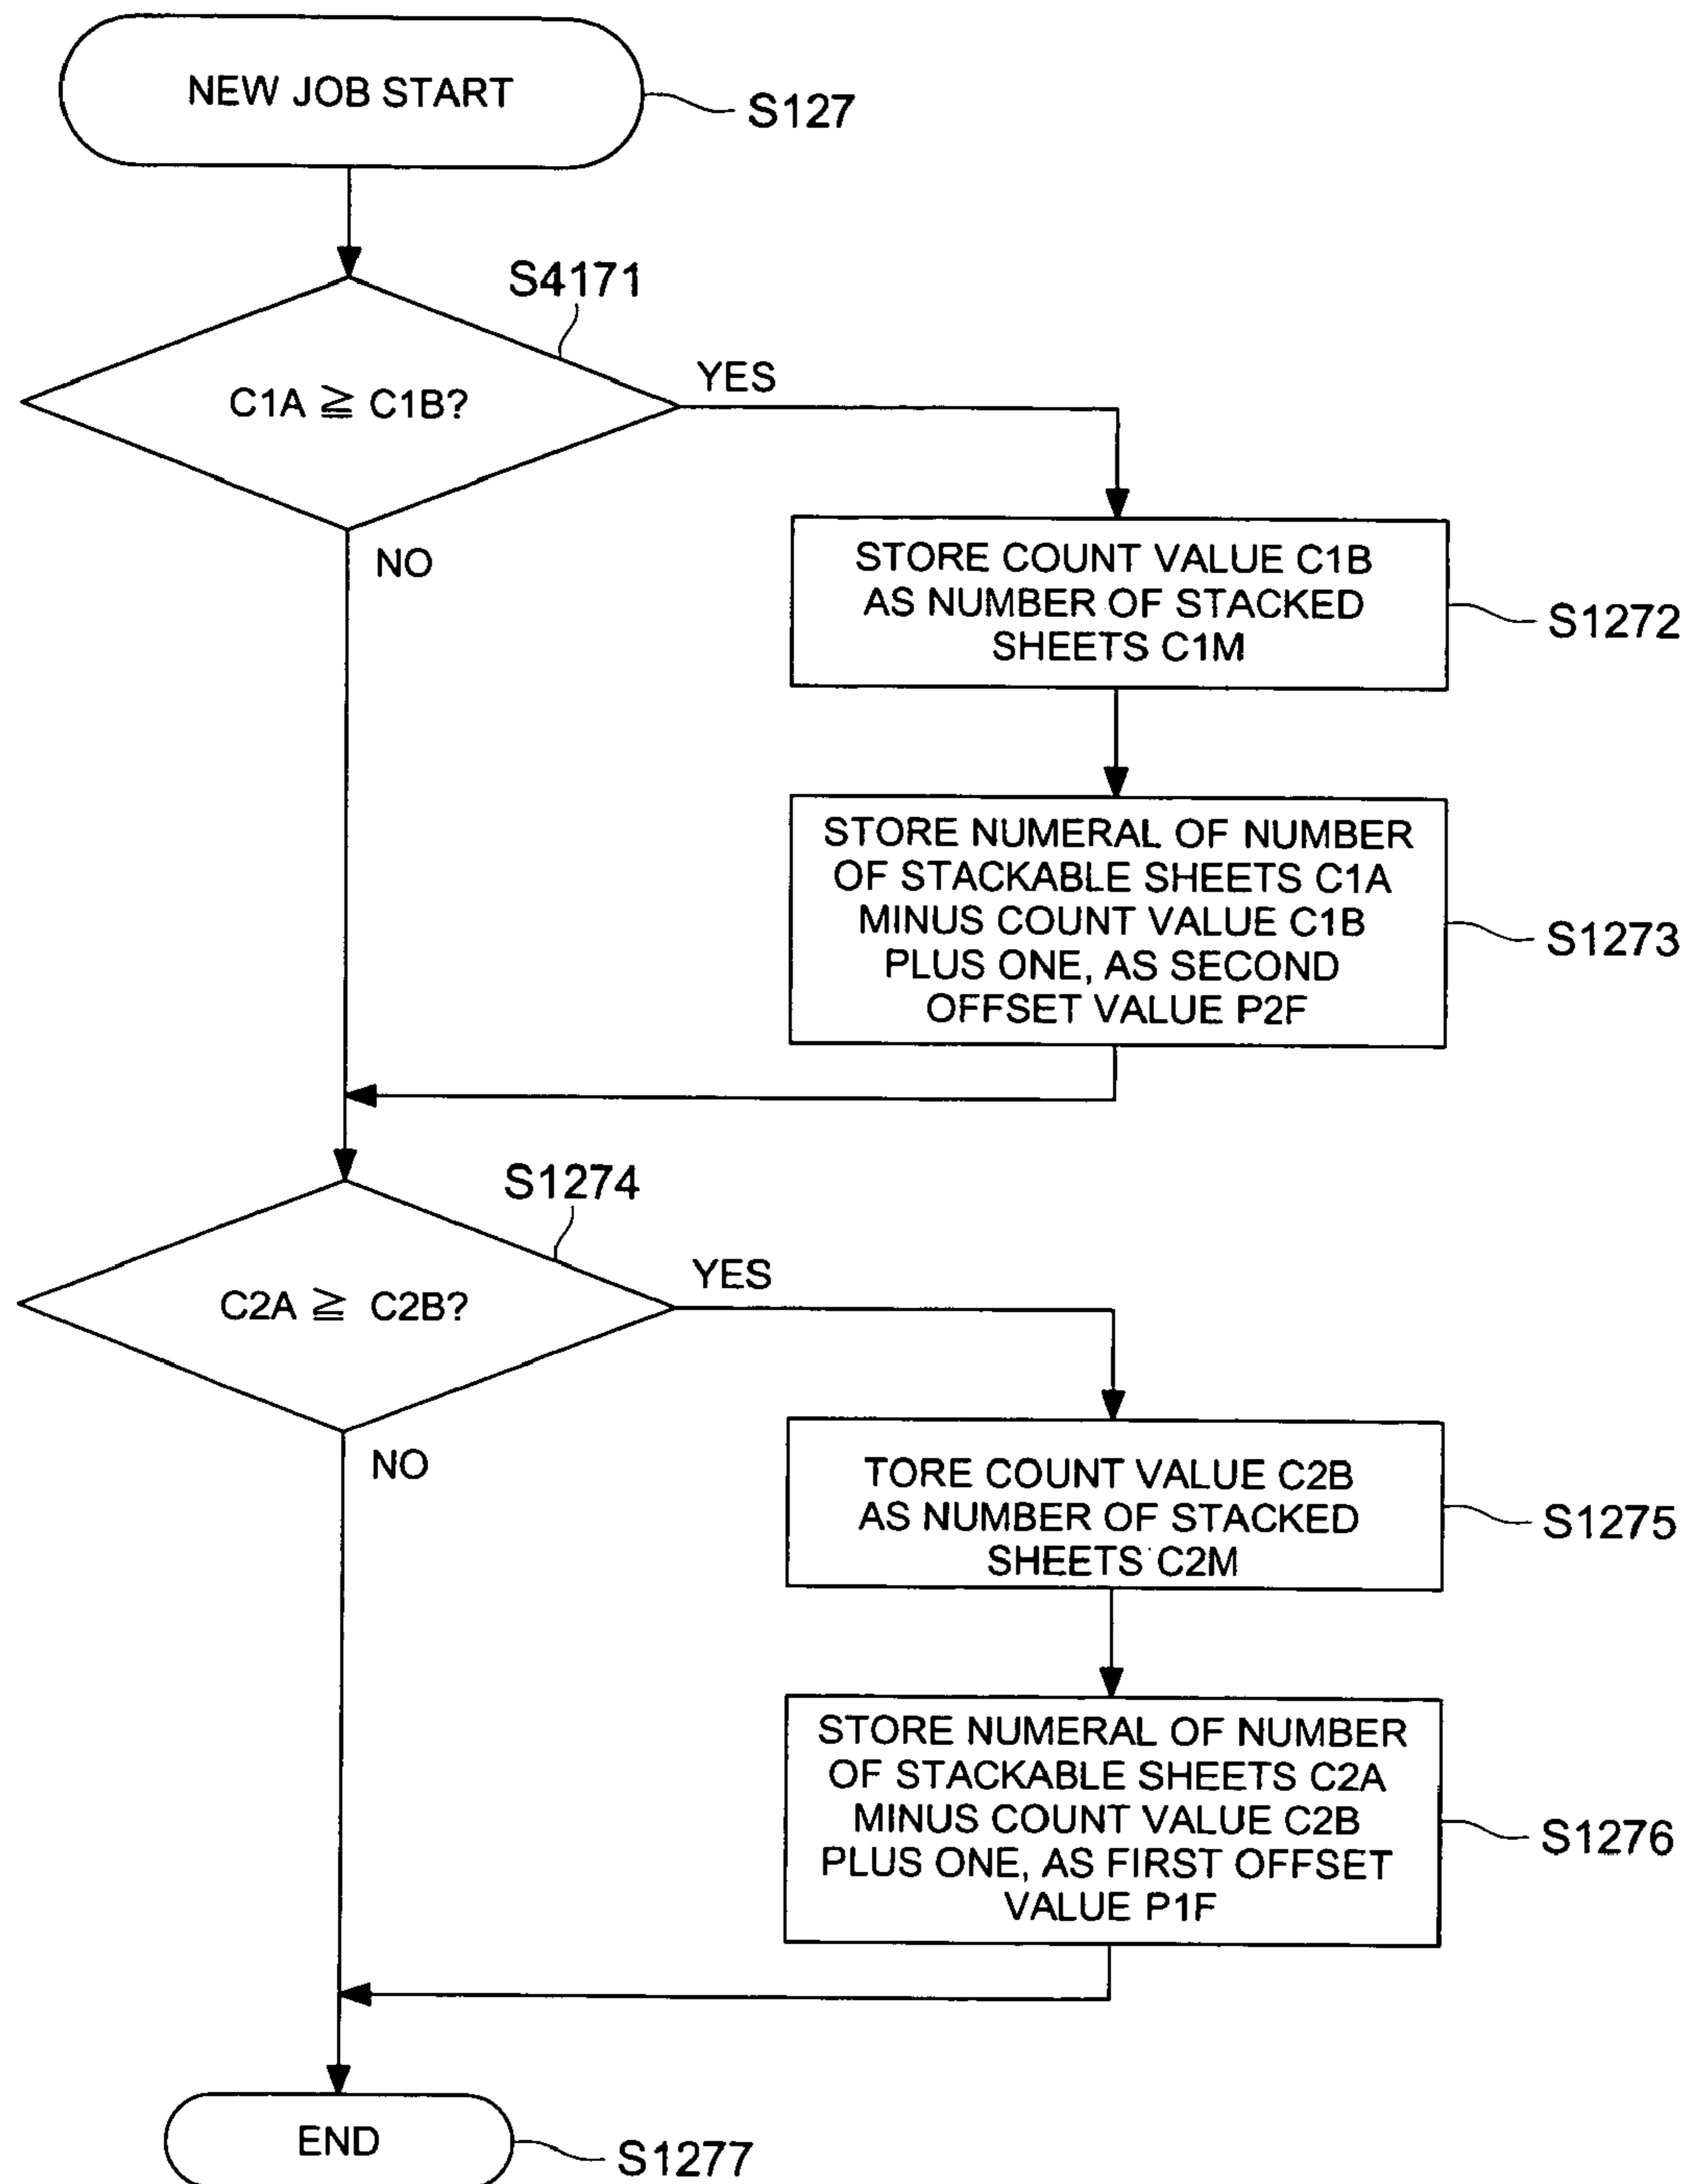 NEW JOB START
S127
S4171
C1A ≧ C1B?
YES
NO
STORE COUNT VALUE C1B
AS NUMBER OF STACKED
SHEETS C1M
S1272
STORE NUMERAL OF NUMBER
OF STACKABLE SHEETS C1A
MINUS COUNT VALUE C1B
PLUS ONE, AS SECOND
OFFSET VALUE P2F
S1273
S1274
C2A ≧ C2B?
YES
NO
TORE COUNT VALUE C2B
AS NUMBER OF STACKED
SHEETS C2M
S1275
STORE NUMERAL OF NUMBER
OF STACKABLE SHEETS C2A
MINUS COUNT VALUE C2B
PLUS ONE, AS FIRST OFFSET
VALUE P1F
S1276
END
S1277